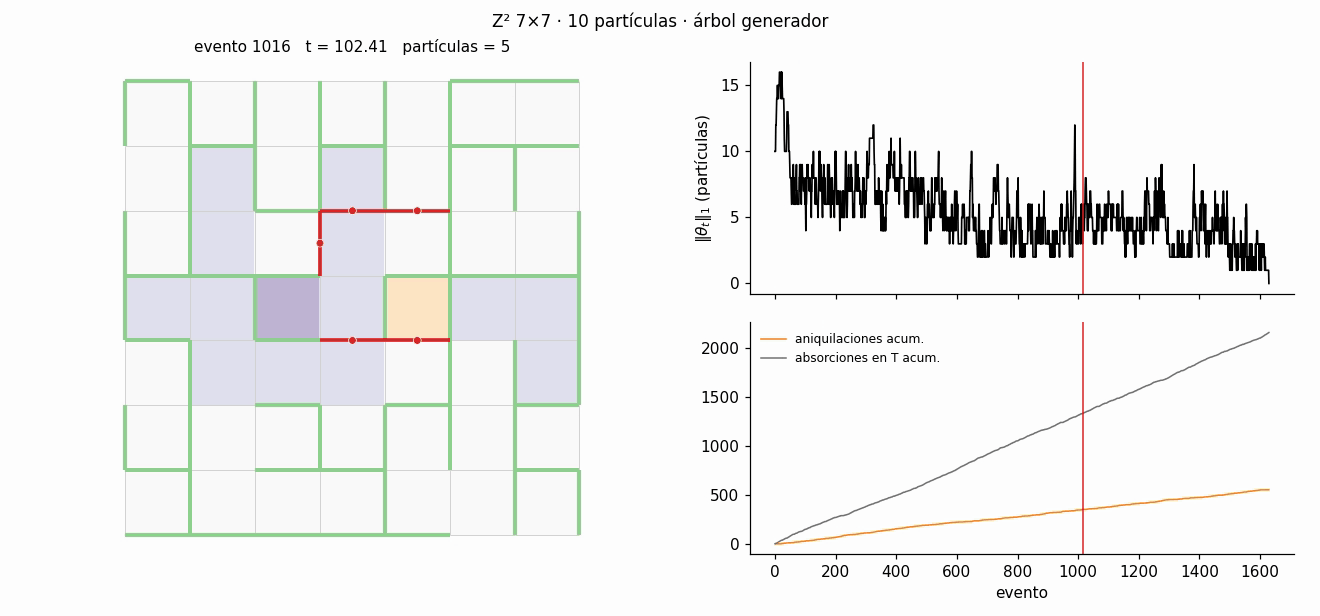 Z² 7×7 · 10 partículas · árbol generador
evento 1016   t = 102.41   partículas = 5
‖θₜ‖₁ (partículas)
15
10
5
0
aniquilaciones acum.
absorciones en T acum.
2000
1500
1000
500
0
0 200 400 600 800 1000 1200 1400 1600
evento